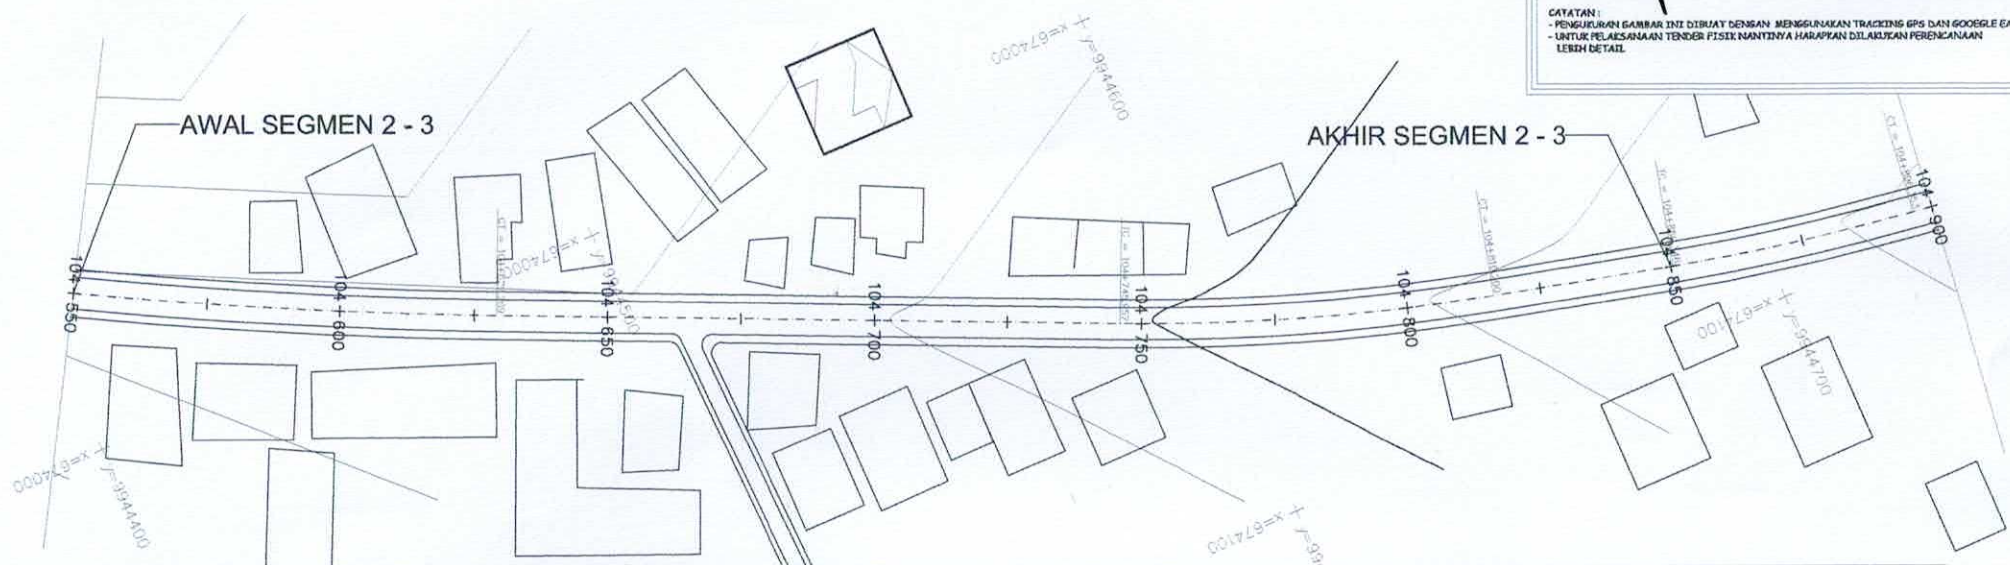 CATATAN :
- PENGUKURAN GAMBAR INI DIBUAT DENGAN MENGGUNAKAN TRACKING GPS DAN GOOEGLE EA
- UNTUK PELAKSANAAN TENDER FISIK NANTINYA HARAPKAN DILAKUKAN PERENCANAAN
LEBIH DETAIL
AWAL SEGMEN 2 - 3
AKHIR SEGMEN 2 - 3
x=674000
y=9944600
x=674000
x=674000
y=9944400
x=674100
y=9944700
x=674100
y=99
104+550
104+600
104+650
104+700
104+750
104+800
104+850
104+900